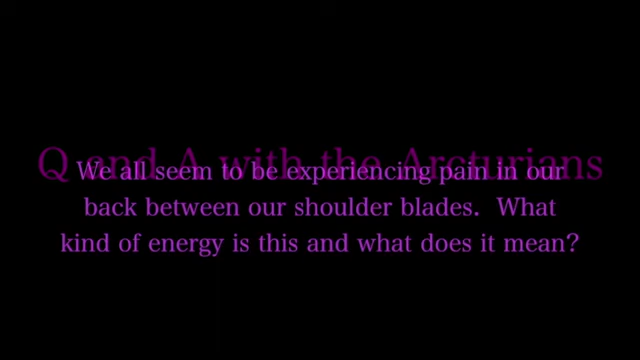 Q and A with the Arcturians
We all seem to be experiencing pain in our
back between our shoulder blades.  What
kind of energy is this and what does it mean?